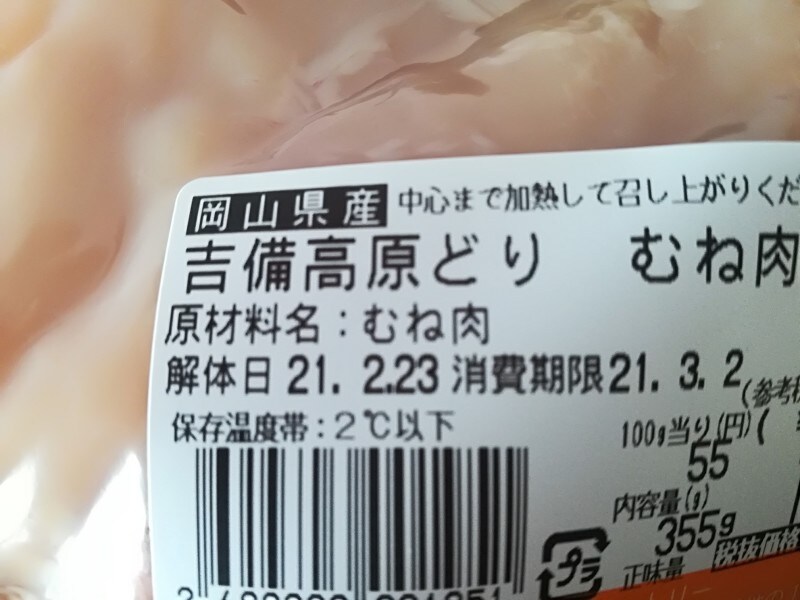 岡山県産 中心まで加熱して召し上がりくだ
吉備高原どり むね肉
原材料名：むね肉
解体日 21. 2.23 消費期限 21. 3. 2
(参考税
保存温度帯：2℃以下
100g当り(円)(
55
内容量(g)
355g
プラ
正味量
税抜価格